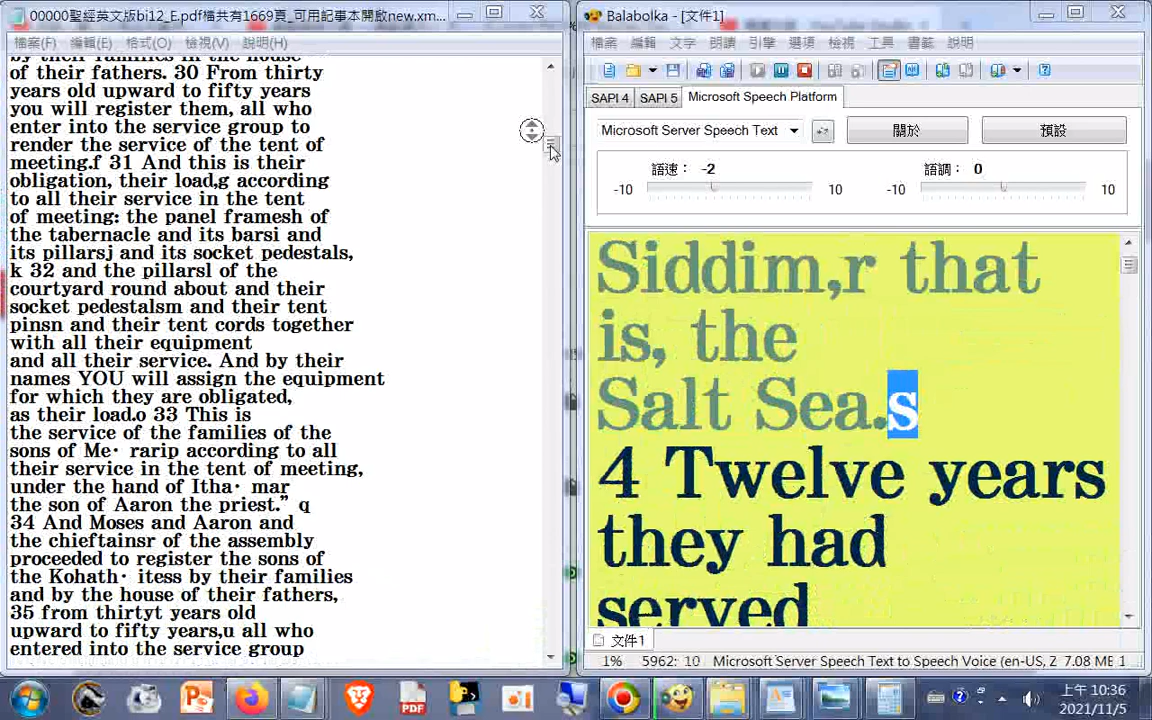 00000聖經英文版bi12_E.pdf檔共有1669頁_可用記事本開啟new.xm...
檔案(F) 編輯(E) 格式(O) 檢視(V) 說明(H)
by their families in the house
of their fathers. 30 From thirty
years old upward to fifty years
you will register them, all who
enter into the service group to
render the service of the tent of
meeting.f 31 And this is their
obligation, their load,g according
to all their service in the tent
of meeting: the panel framesh of
the tabernacle and its barsi and
its pillarsj and its socket pedestals,
k 32 and the pillarsl of the
courtyard round about and their
socket pedestalsm and their tent
pinsn and their tent cords together
with all their equipment
and all their service. And by their
names YOU will assign the equipment
for which they are obligated,
as their load.o 33 This is
the service of the families of the
sons of Me· rarip according to all
their service in the tent of meeting,
under the hand of Itha· mar
the son of Aaron the priest.” q
34 And Moses and Aaron and
the chieftainsr of the assembly
proceeded to register the sons of
the Kohath· itess by their families
and by the house of their fathers,
35 from thirtyt years old
upward to fifty years,u all who
entered into the service group
Balabolka - [文件1]
檔案 編輯 文字 朗讀 引擎 選項 檢視 工具 書籤 說明
SAPI 4 SAPI 5 Microsoft Speech Platform
Microsoft Server Speech Text 關於 預設
語速： -2 語調： 0
-10 10 -10 10
Siddim,r that
is, the
Salt Sea.s
4 Twelve years
they had
served
文件1
1% 5962: 10 Microsoft Server Speech Text to Speech Voice (en-US, Z 7.08 MB 1
PDF
上午 10:36
2021/11/5